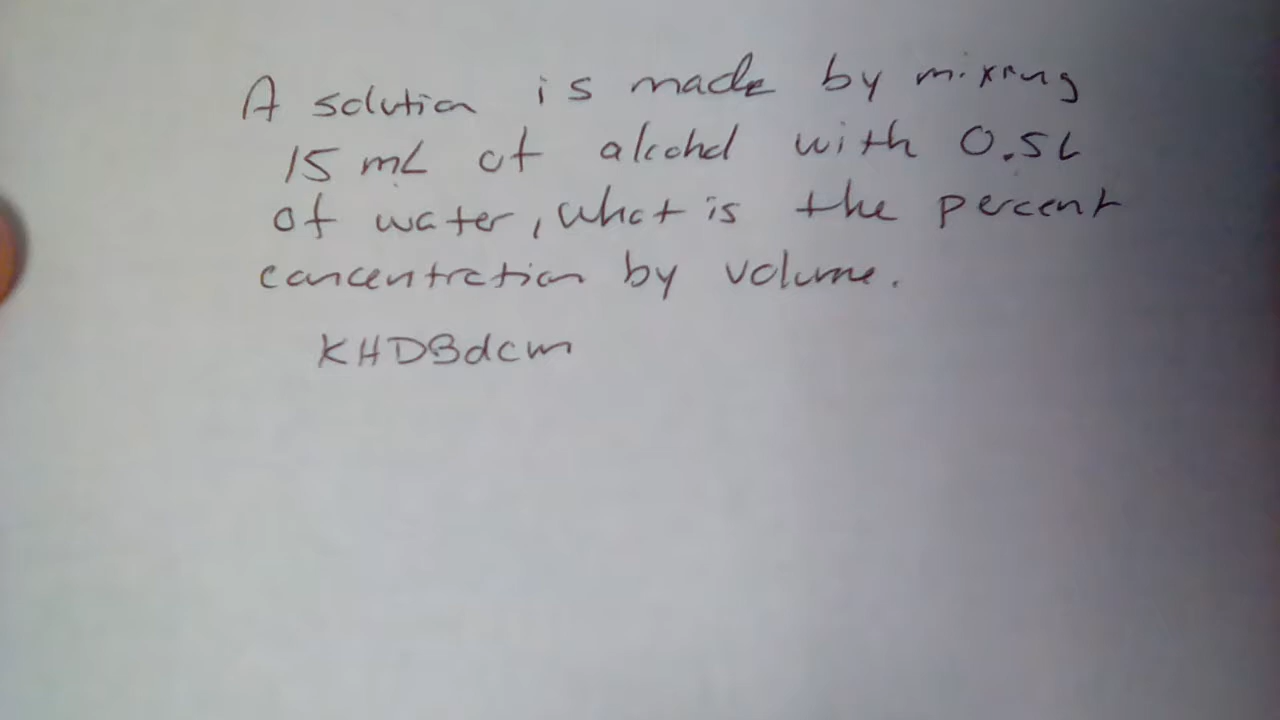 A solution is made by mixing
15 mL of alcohol with 0.5L
of water, what is the percent
concentration by volume.
KHDBdcm